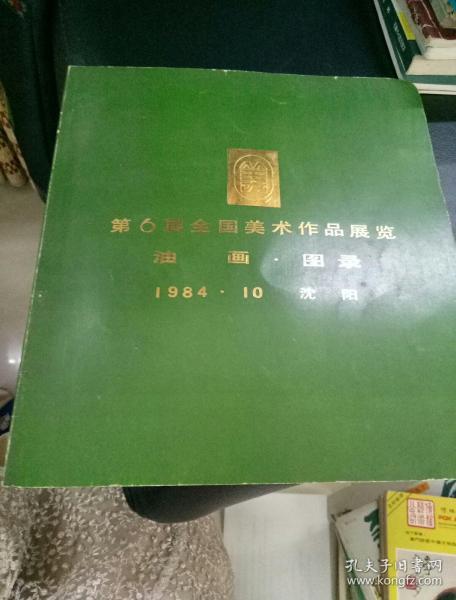 第6届全国美术作品展览
油画·图录
1984·10 沈阳
孔夫子旧书网
www.kongfz.com